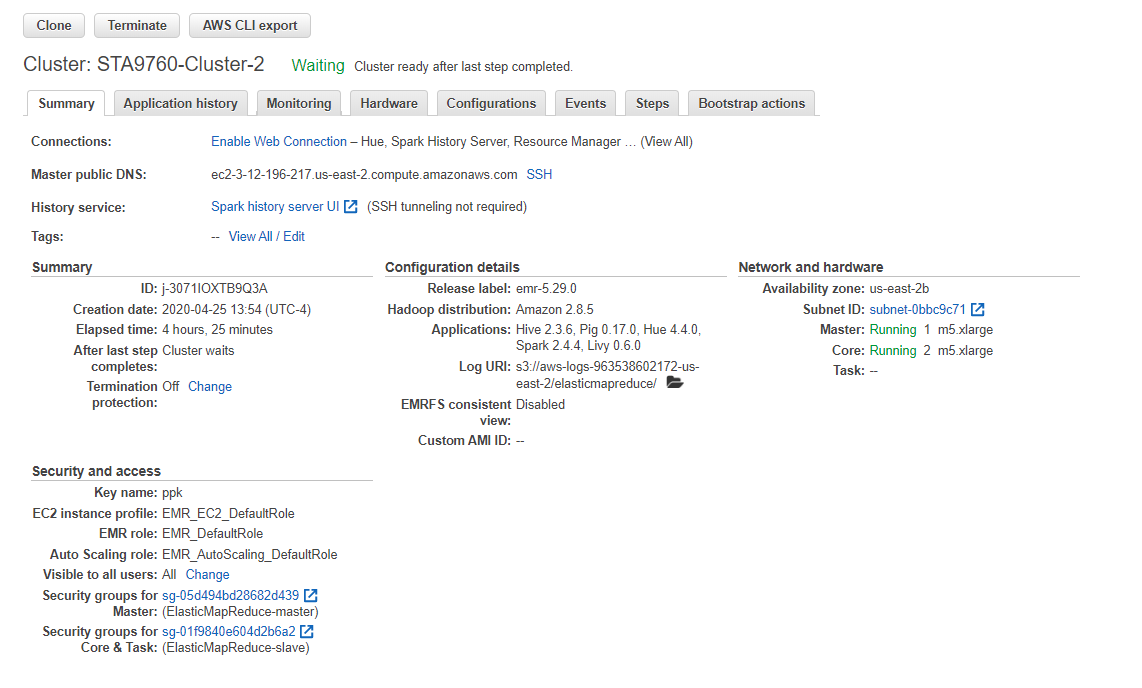 Clone Terminate AWS CLI export
Cluster: STA9760-Cluster-2 Waiting Cluster ready after last step completed.
Summary Application history Monitoring Hardware Configurations Events Steps Bootstrap actions
Connections: Enable Web Connection – Hue, Spark History Server, Resource Manager … (View All)
Master public DNS: ec2-3-12-196-217.us-east-2.compute.amazonaws.com SSH
History service: Spark history server UI (SSH tunneling not required)
Tags: -- View All / Edit
Summary
ID: j-3071IOXTB9Q3A
Creation date: 2020-04-25 13:54 (UTC-4)
Elapsed time: 4 hours, 25 minutes
After last step Cluster waits
completes:
Termination Off Change
protection:
Configuration details
Release label: emr-5.29.0
Hadoop distribution: Amazon 2.8.5
Applications: Hive 2.3.6, Pig 0.17.0, Hue 4.4.0,
Spark 2.4.4, Livy 0.6.0
Log URI: s3://aws-logs-963538602172-us-
east-2/elasticmapreduce/
EMRFS consistent Disabled
view:
Custom AMI ID: --
Network and hardware
Availability zone: us-east-2b
Subnet ID: subnet-0bbc9c71
Master: Running 1 m5.xlarge
Core: Running 2 m5.xlarge
Task: --
Security and access
Key name: ppk
EC2 instance profile: EMR_EC2_DefaultRole
EMR role: EMR_DefaultRole
Auto Scaling role: EMR_AutoScaling_DefaultRole
Visible to all users: All Change
Security groups for sg-05d494bd28682d439
Master: (ElasticMapReduce-master)
Security groups for sg-01f9840e604d2b6a2
Core & Task: (ElasticMapReduce-slave)